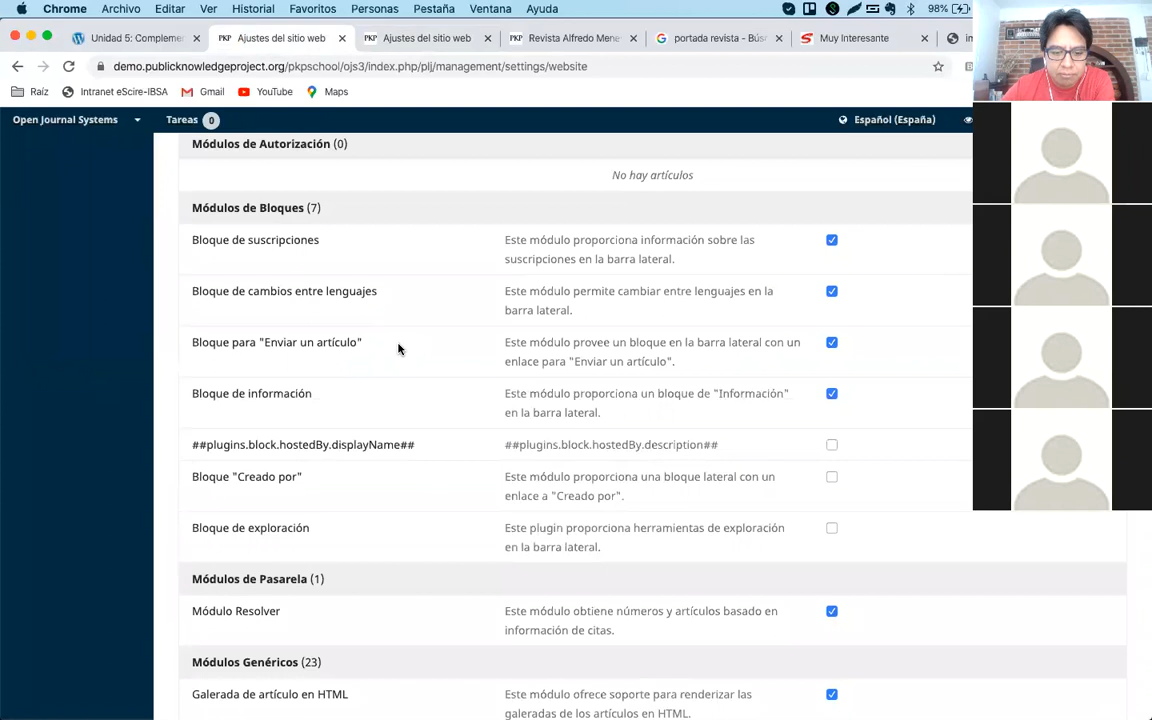 Chrome Archivo Editar Ver Historial Favoritos Personas Pestaña Ventana Ayuda 98%
Unidad 5: Compleme Ajustes del sitio web Ajustes del sitio web Revista Alfredo Mene portada revista - Bús Muy Interesante im
demo.publicknowledgeproject.org/pkpschool/ojs3/index.php/plj/management/settings/website
Raíz Intranet eScire-IBSA Gmail YouTube Maps
Open Journal Systems Tareas 0 Español (España)
Módulos de Autorización (0)
No hay artículos
Módulos de Bloques (7)
Bloque de suscripciones Este módulo proporciona información sobre las
suscripciones en la barra lateral.
Bloque de cambios entre lenguajes Este módulo permite cambiar entre lenguajes en la
barra lateral.
Bloque para "Enviar un artículo" Este módulo provee un bloque en la barra lateral con un
enlace para "Enviar un artículo".
Bloque de información Este módulo proporciona un bloque de "Información"
en la barra lateral.
##plugins.block.hostedBy.displayName## ##plugins.block.hostedBy.description##
Bloque "Creado por" Este módulo proporciona una bloque lateral con un
enlace a "Creado por".
Bloque de exploración Este plugin proporciona herramientas de exploración
en la barra lateral.
Módulos de Pasarela (1)
Módulo Resolver Este módulo obtiene números y artículos basado en
información de citas.
Módulos Genéricos (23)
Galerada de artículo en HTML Este módulo ofrece soporte para renderizar las
galeradas de los artículos en HTML.